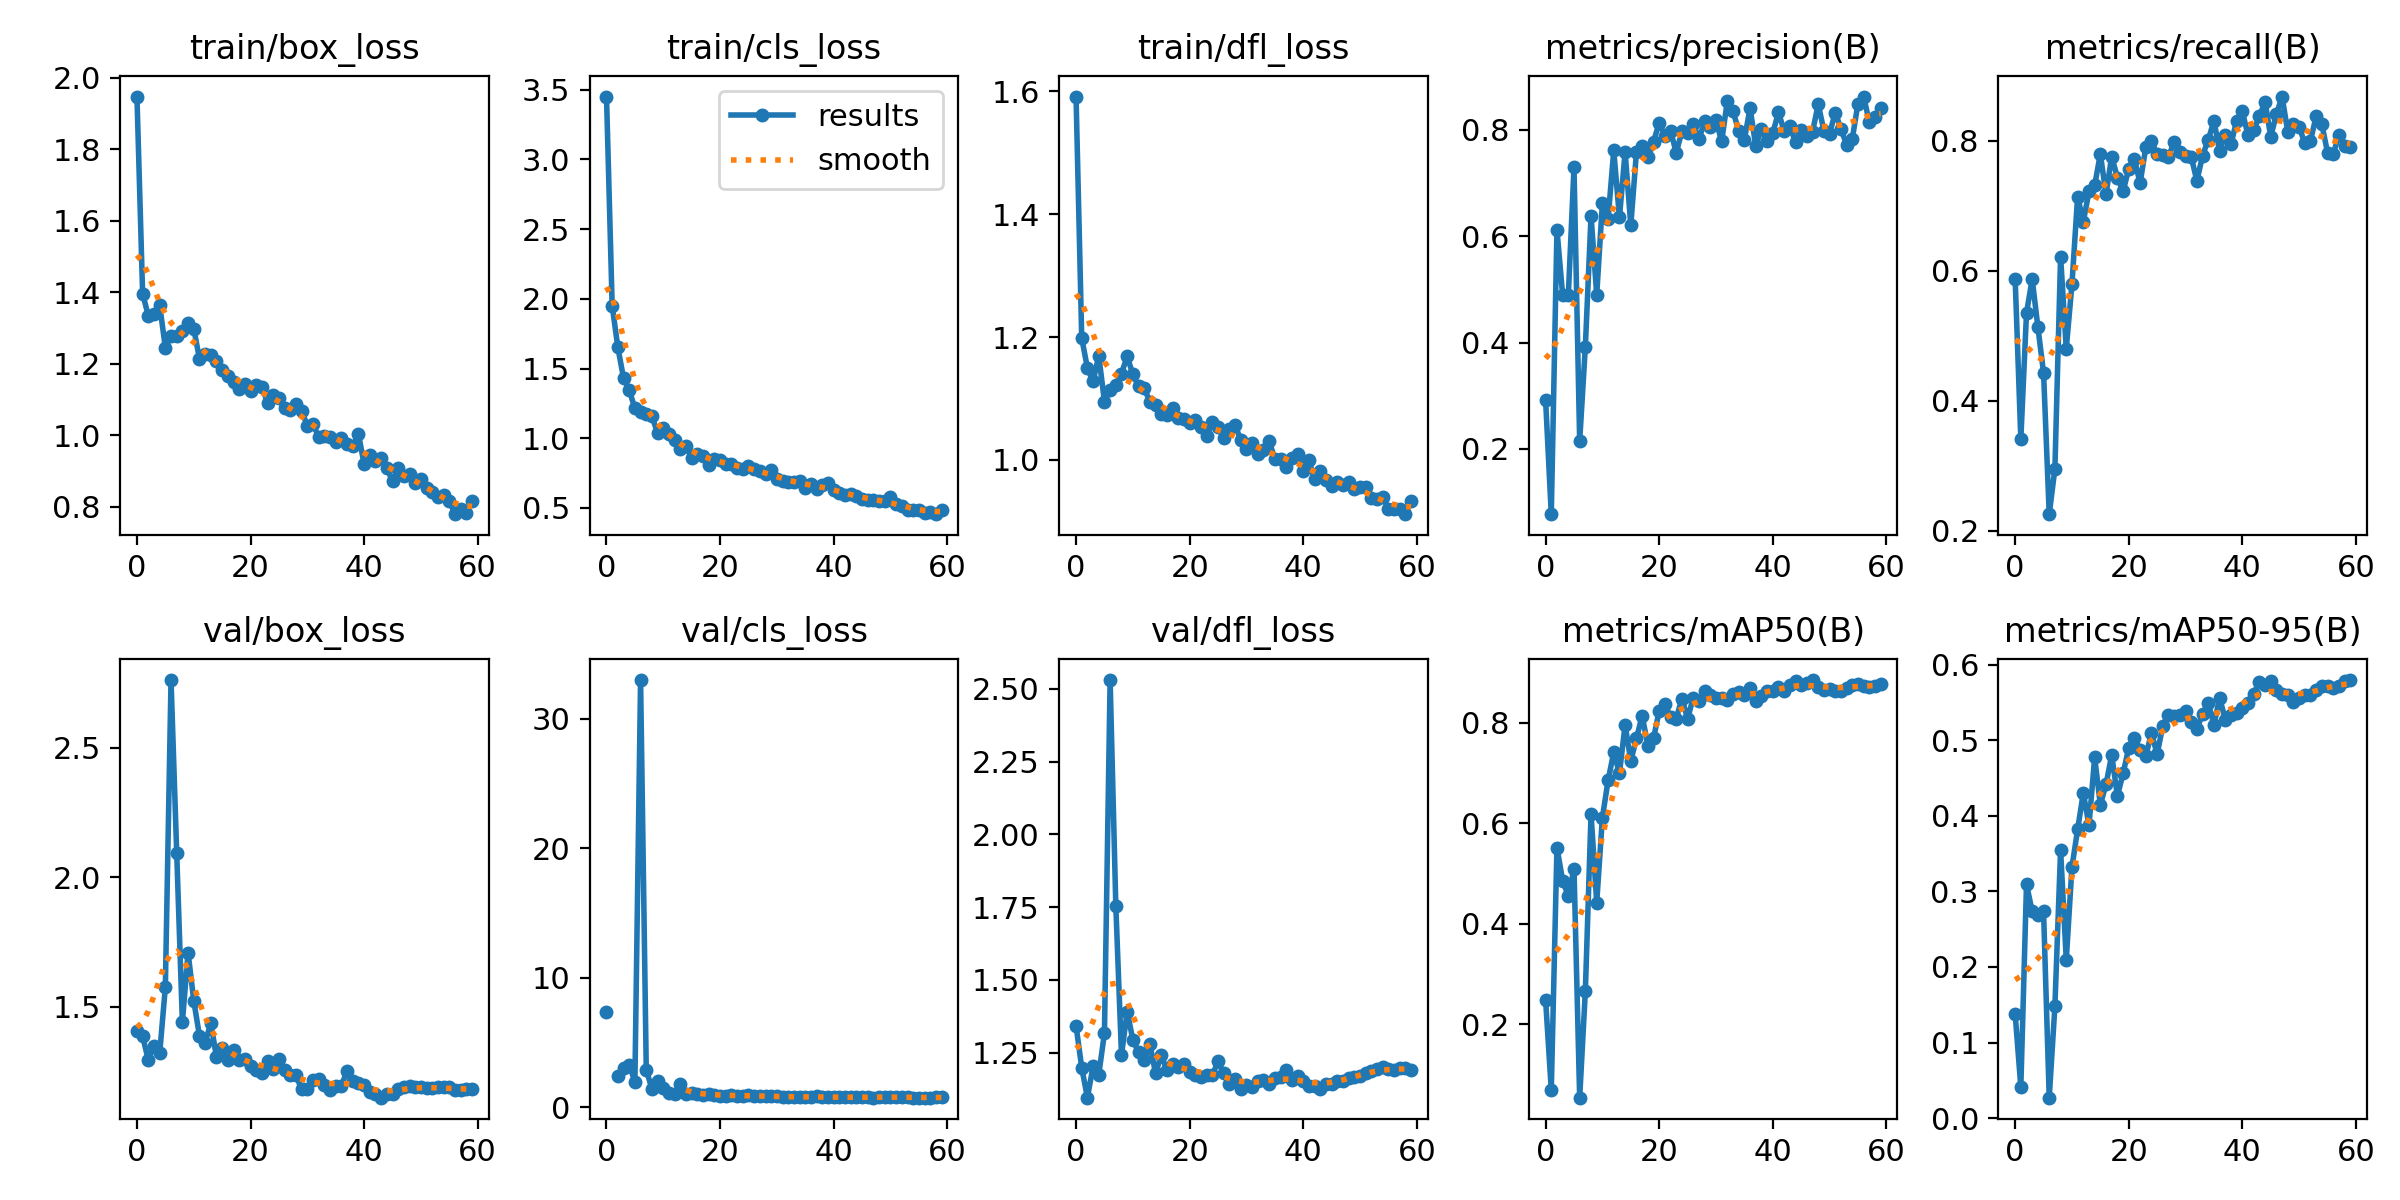 train/box_loss
2.0
1.8
1.6
1.4
1.2
1.0
0.8
0 20 40 60
train/cls_loss
results
smooth
3.5
3.0
2.5
2.0
1.5
1.0
0.5
0 20 40 60
train/dfl_loss
1.6
1.4
1.2
1.0
0 20 40 60
metrics/precision(B)
0.8
0.6
0.4
0.2
0 20 40 60
metrics/recall(B)
0.8
0.6
0.4
0.2
0 20 40 60
val/box_loss
2.5
2.0
1.5
0 20 40 60
val/cls_loss
30
20
10
0
0 20 40 60
val/dfl_loss
2.50
2.25
2.00
1.75
1.50
1.25
0 20 40 60
metrics/mAP50(B)
0.8
0.6
0.4
0.2
0 20 40 60
metrics/mAP50-95(B)
0.6
0.5
0.4
0.3
0.2
0.1
0.0
0 20 40 60